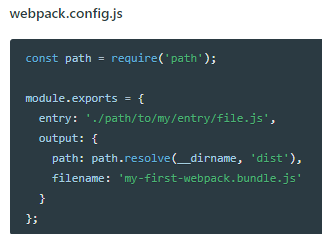 webpack.config.js
const path = require('path');
module.exports = {
  entry: './path/to/my/entry/file.js',
  output: {
    path: path.resolve(__dirname, 'dist'),
    filename: 'my-first-webpack.bundle.js'
  }
};